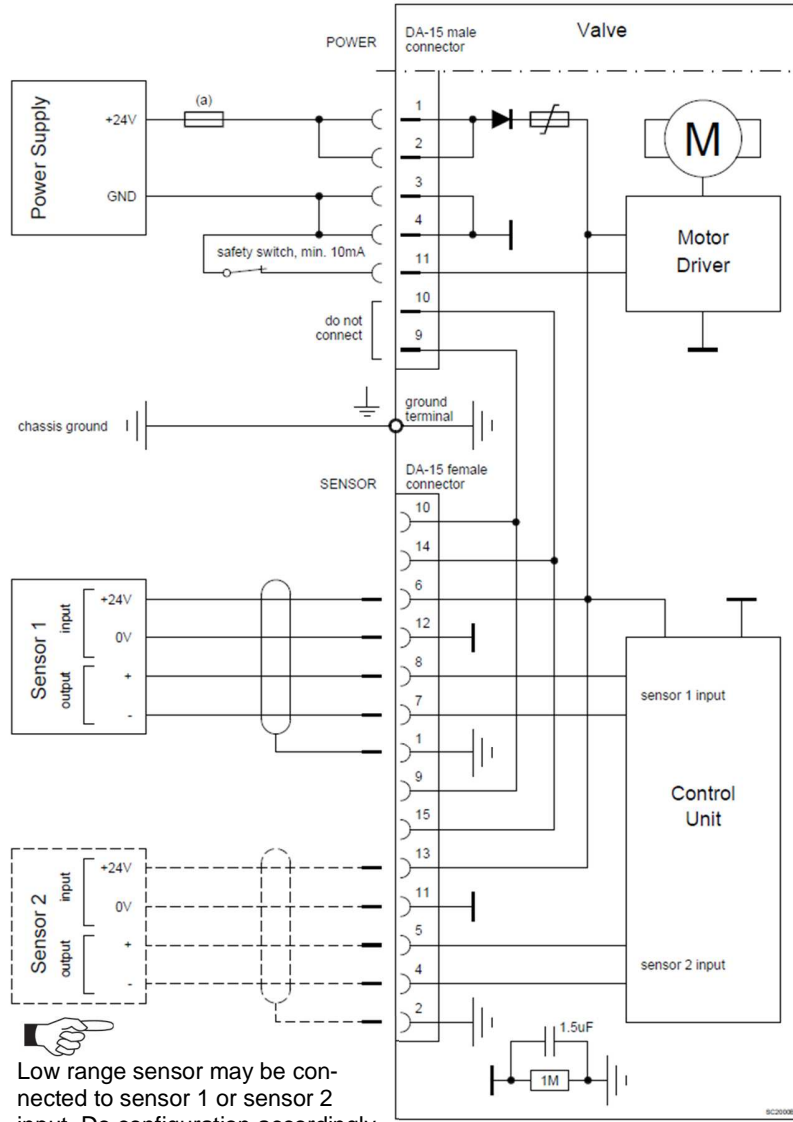 POWER
DA-15 male
connector
Valve
Power Supply
+24V
(a)
GND
1
2
3
4
11
10
9
safety switch, min. 10mA
do not
connect
M
Motor
Driver
chassis ground
ground
terminal
SENSOR
DA-15 female
connector
10
14
6
12
8
7
1
9
15
13
11
5
4
2
Sensor 1
input
+24V
0V
output
+
-
sensor 1 input
Control
Unit
Sensor 2
input
+24V
0V
output
+
-
sensor 2 input
1.5uF
1M
Low range sensor may be con-
nected to sensor 1 or sensor 2
input. Do configuration accordingly